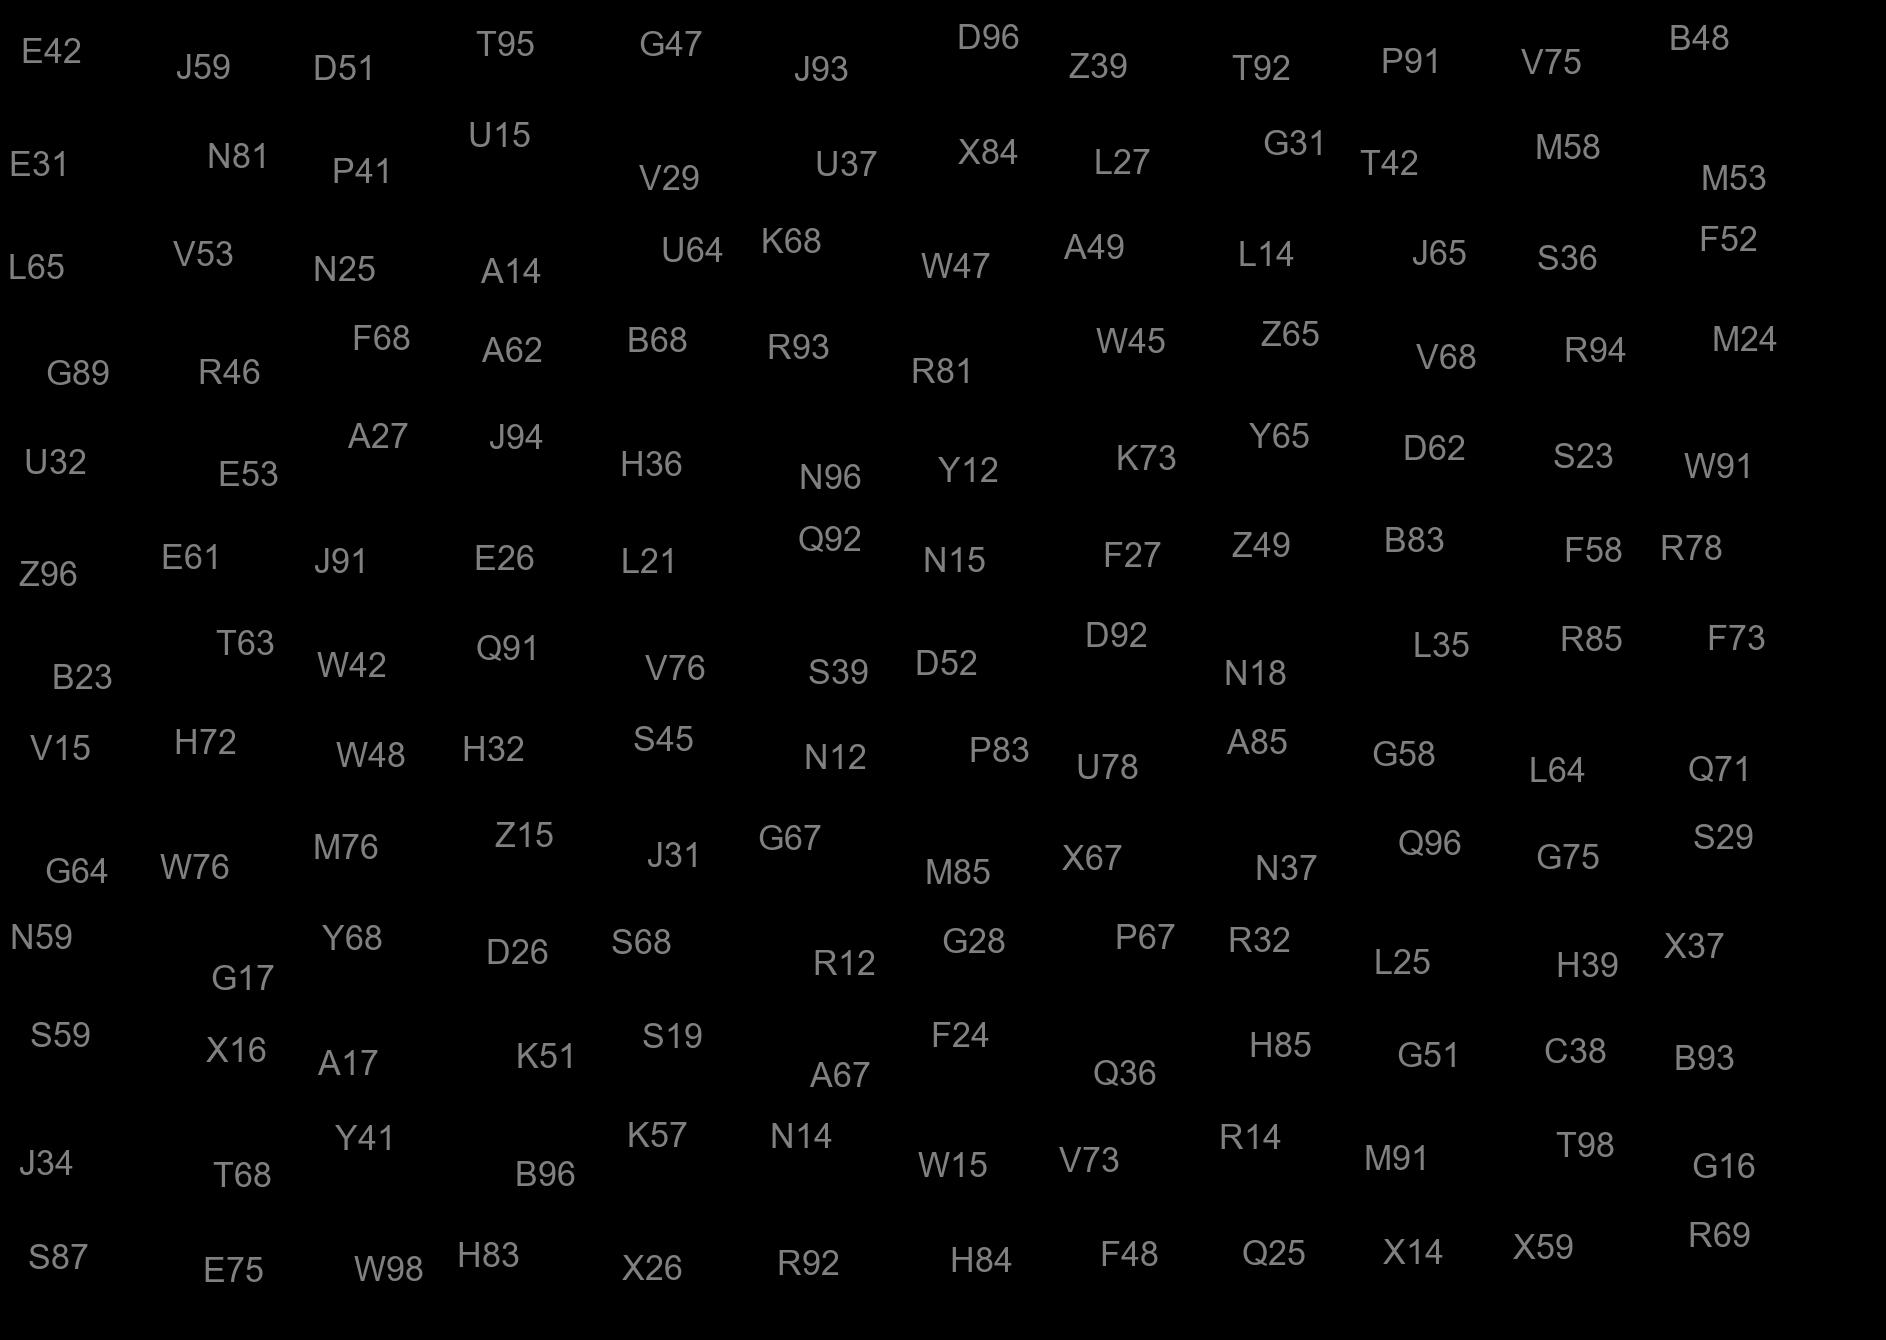 E42 J59 D51 T95 G47 J93 D96 Z39 T92 P91 V75 B48
E31 N81 P41 U15 V29 U37 X84 L27 G31 T42 M58 M53
L65 V53 N25 A14 U64 K68 W47 A49 L14 J65 S36 F52
G89 R46 F68 A62 B68 R93 R81 W45 Z65 V68 R94 M24
U32 E53 A27 J94 H36 N96 Y12 K73 Y65 D62 S23 W91
Z96 E61 J91 E26 L21 Q92 N15 F27 Z49 B83 F58 R78
B23 T63 W42 Q91 V76 S39 D52 D92 N18 L35 R85 F73
V15 H72 W48 H32 S45 N12 P83 U78 A85 G58 L64 Q71
G64 W76 M76 Z15 J31 G67 M85 X67 N37 Q96 G75 S29
N59 G17 Y68 D26 S68 R12 G28 P67 R32 L25 H39 X37
S59 X16 A17 K51 S19 A67 F24 Q36 H85 G51 C38 B93
J34 T68 Y41 B96 K57 N14 W15 V73 R14 M91 T98 G16
S87 E75 W98 H83 X26 R92 H84 F48 Q25 X14 X59 R69